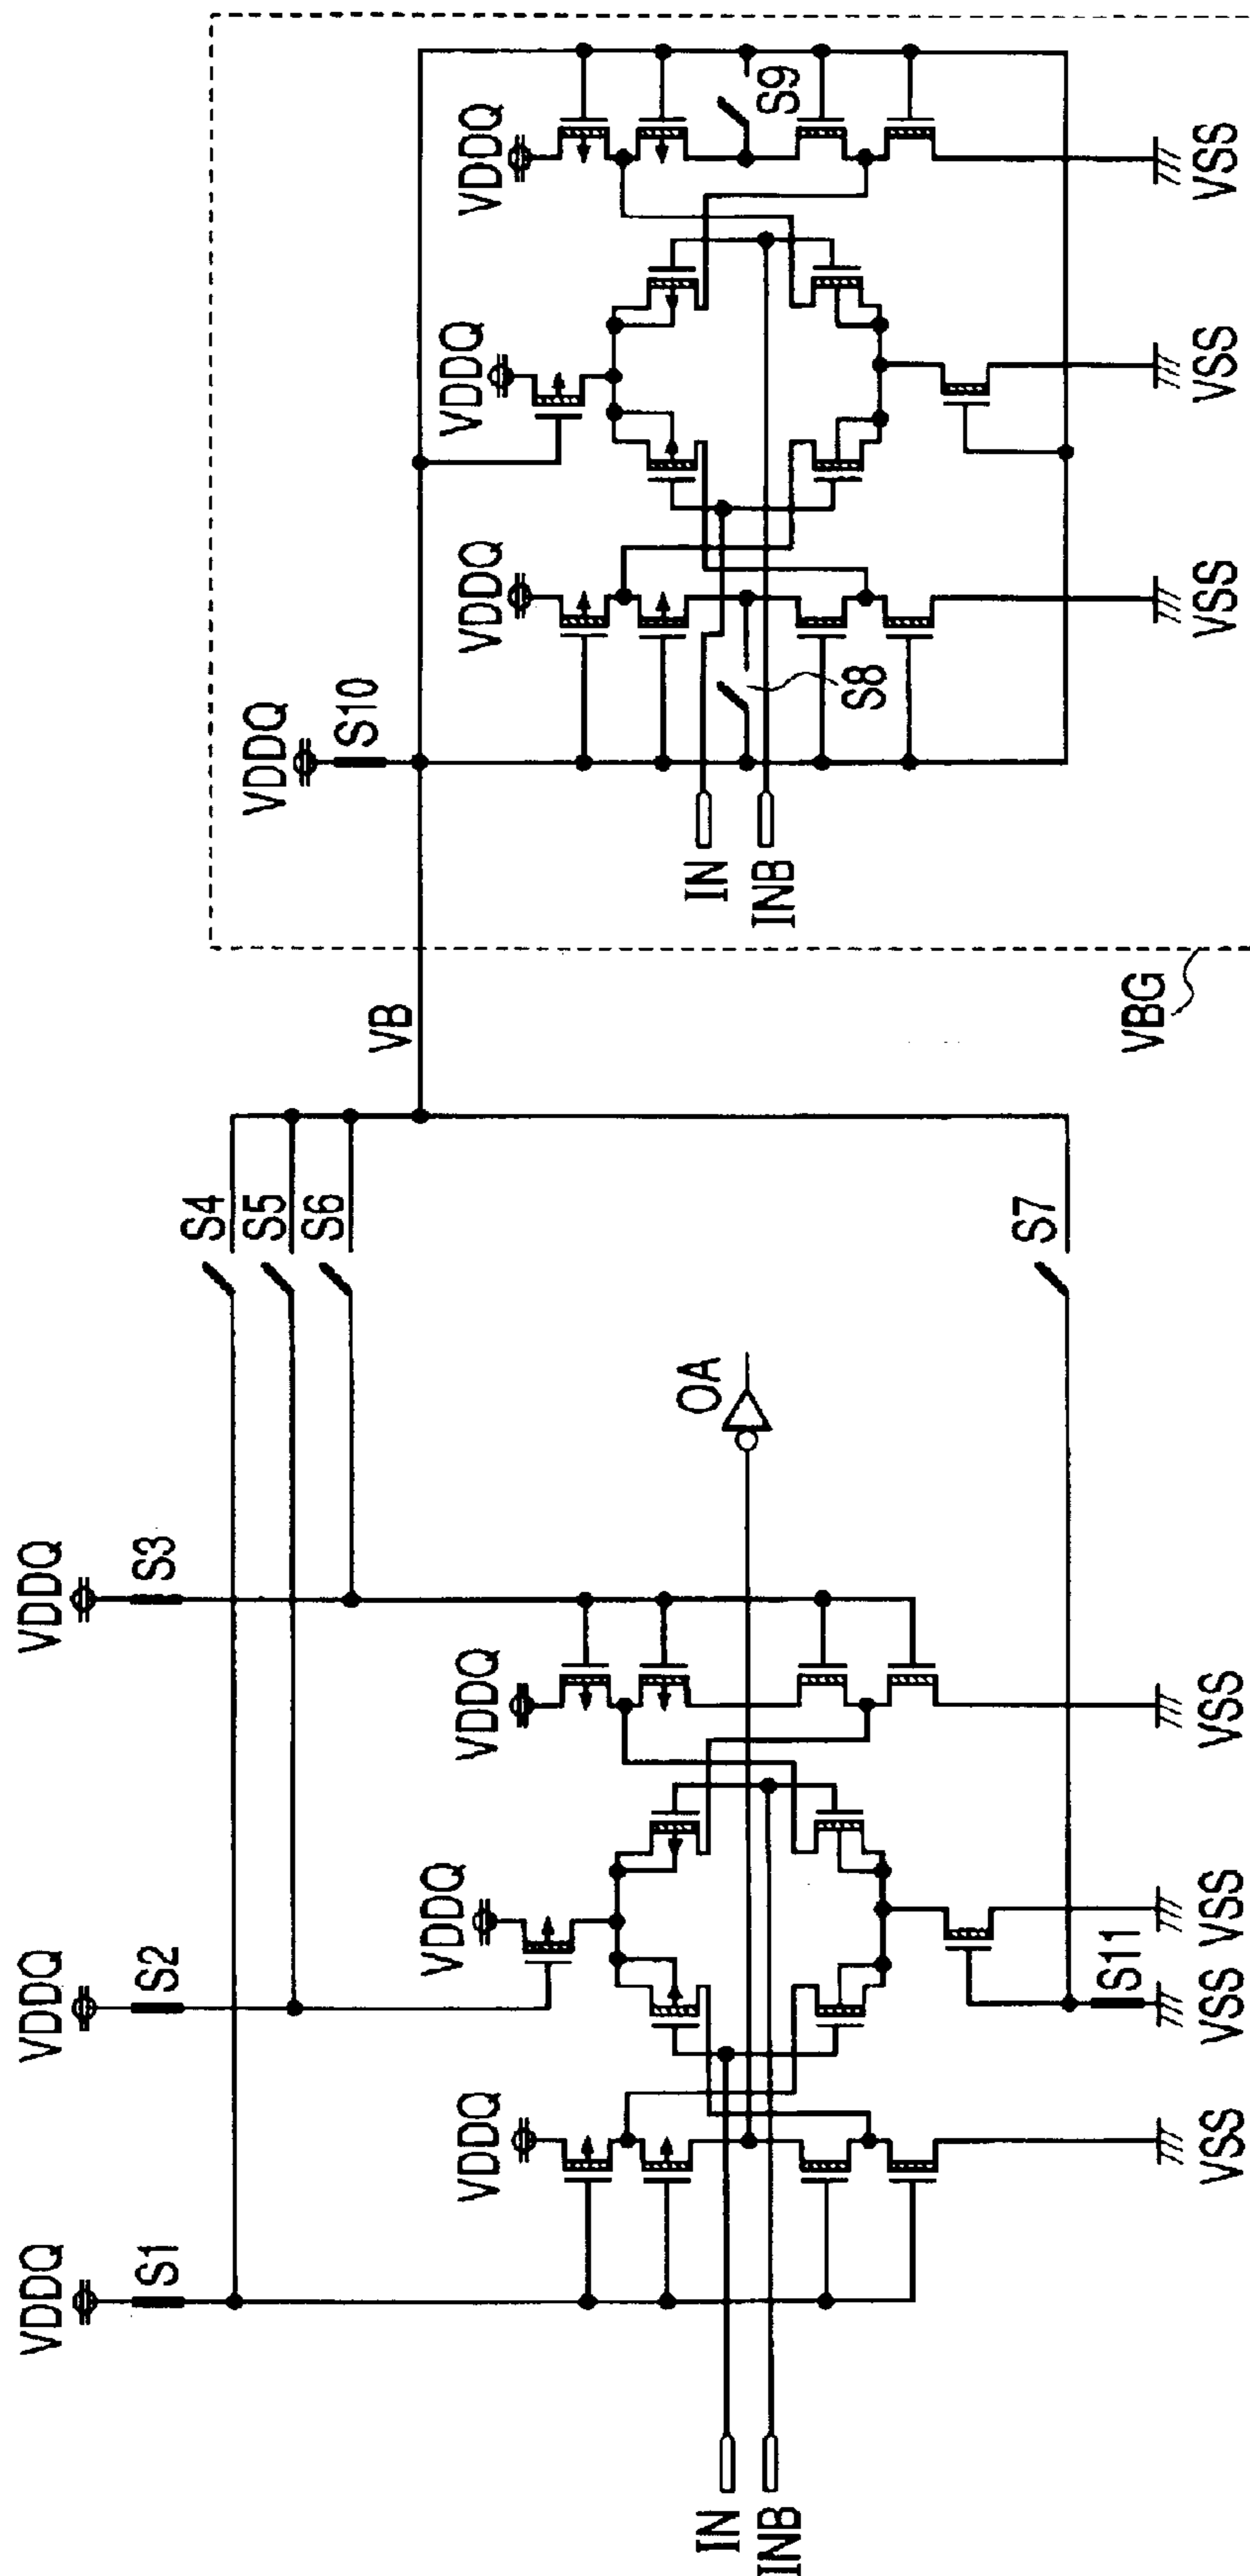 VDDQ
VDDQ
VDDQ
S1
S2
S3
S4
S5
S6
VB
VDDQ
S10
VDDQ
VDDQ
VDDQ
VDDQ
VDDQ
VDDQ
IN
INB
OA
IN
INB
S8
S9
S7
S11
VSS
VSS
VSS
VSS
VBG
VSS
VSS
VSS